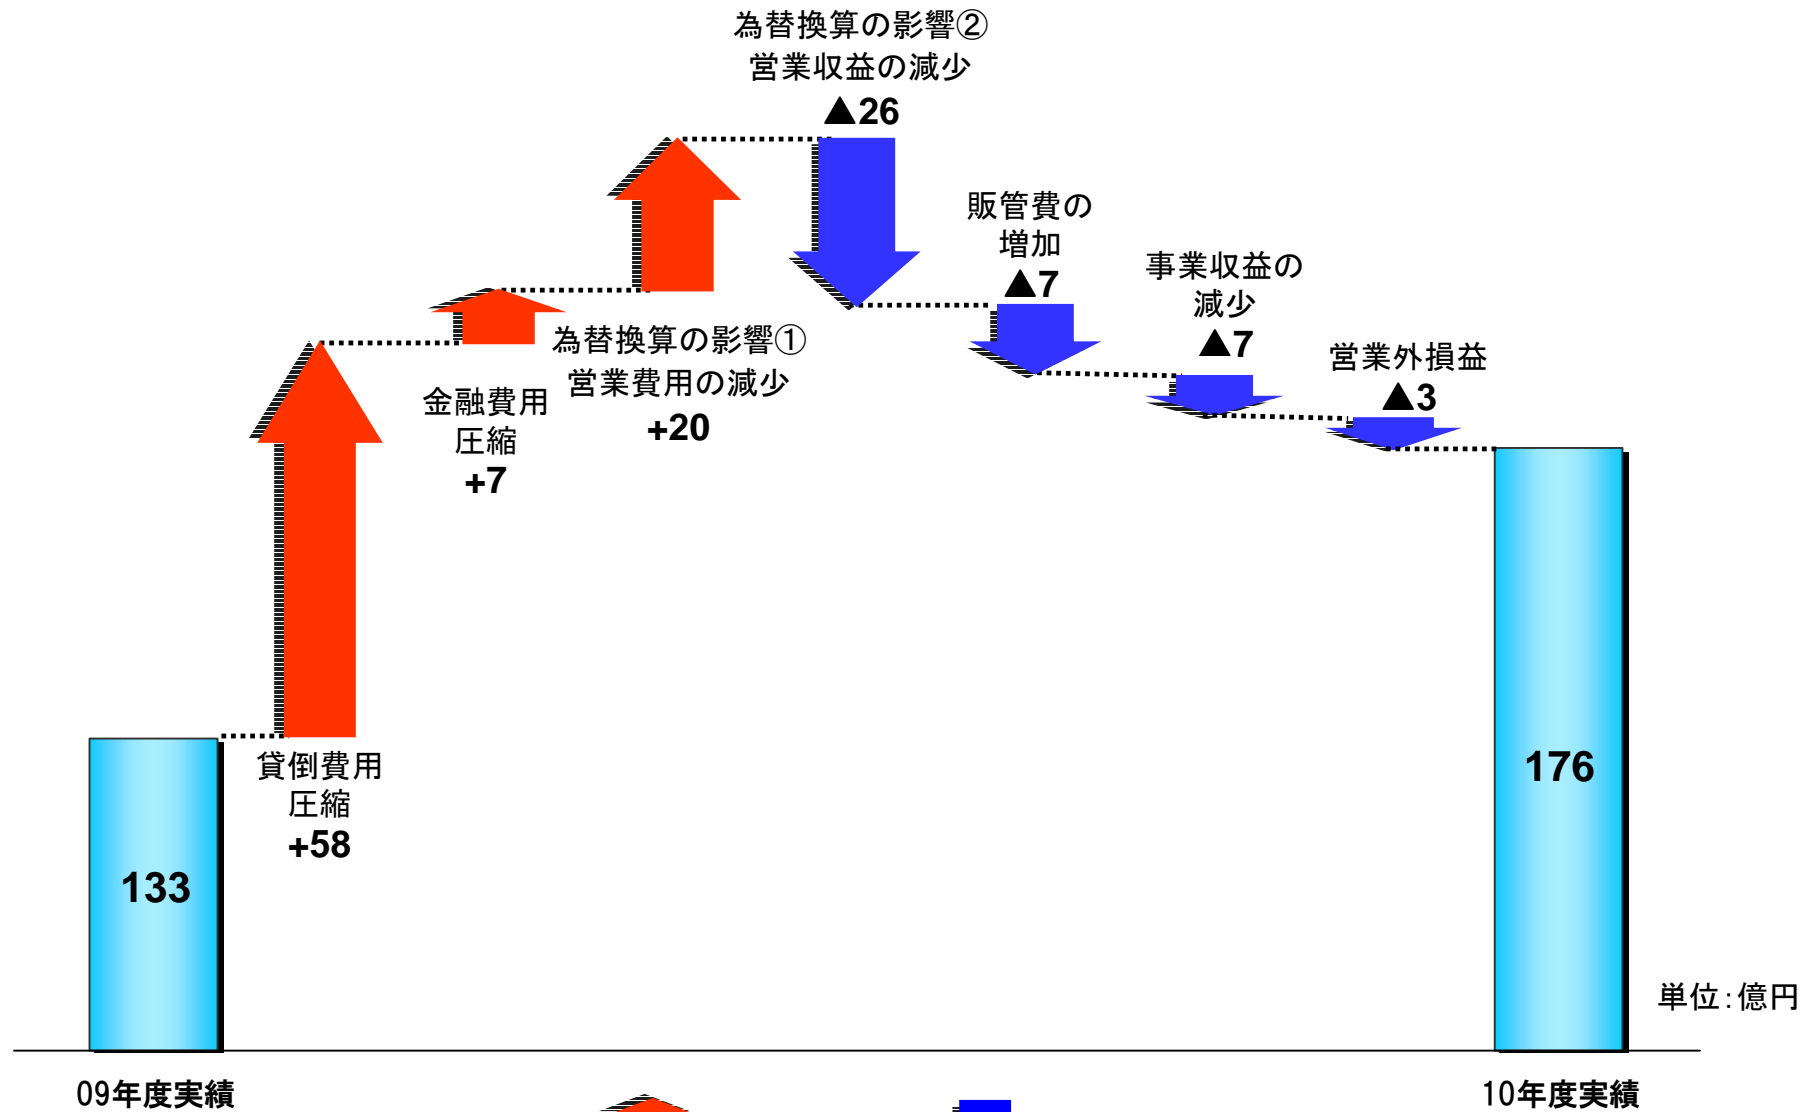 為替換算の影響②
営業収益の減少
▲26
販管費の
増加
▲7
事業収益の
減少
▲7
営業外損益
▲3
為替換算の影響①
営業費用の減少
+20
金融費用
圧縮
+7
貸倒費用
圧縮
+58
133
176
単位：億円
09年度実績
10年度実績